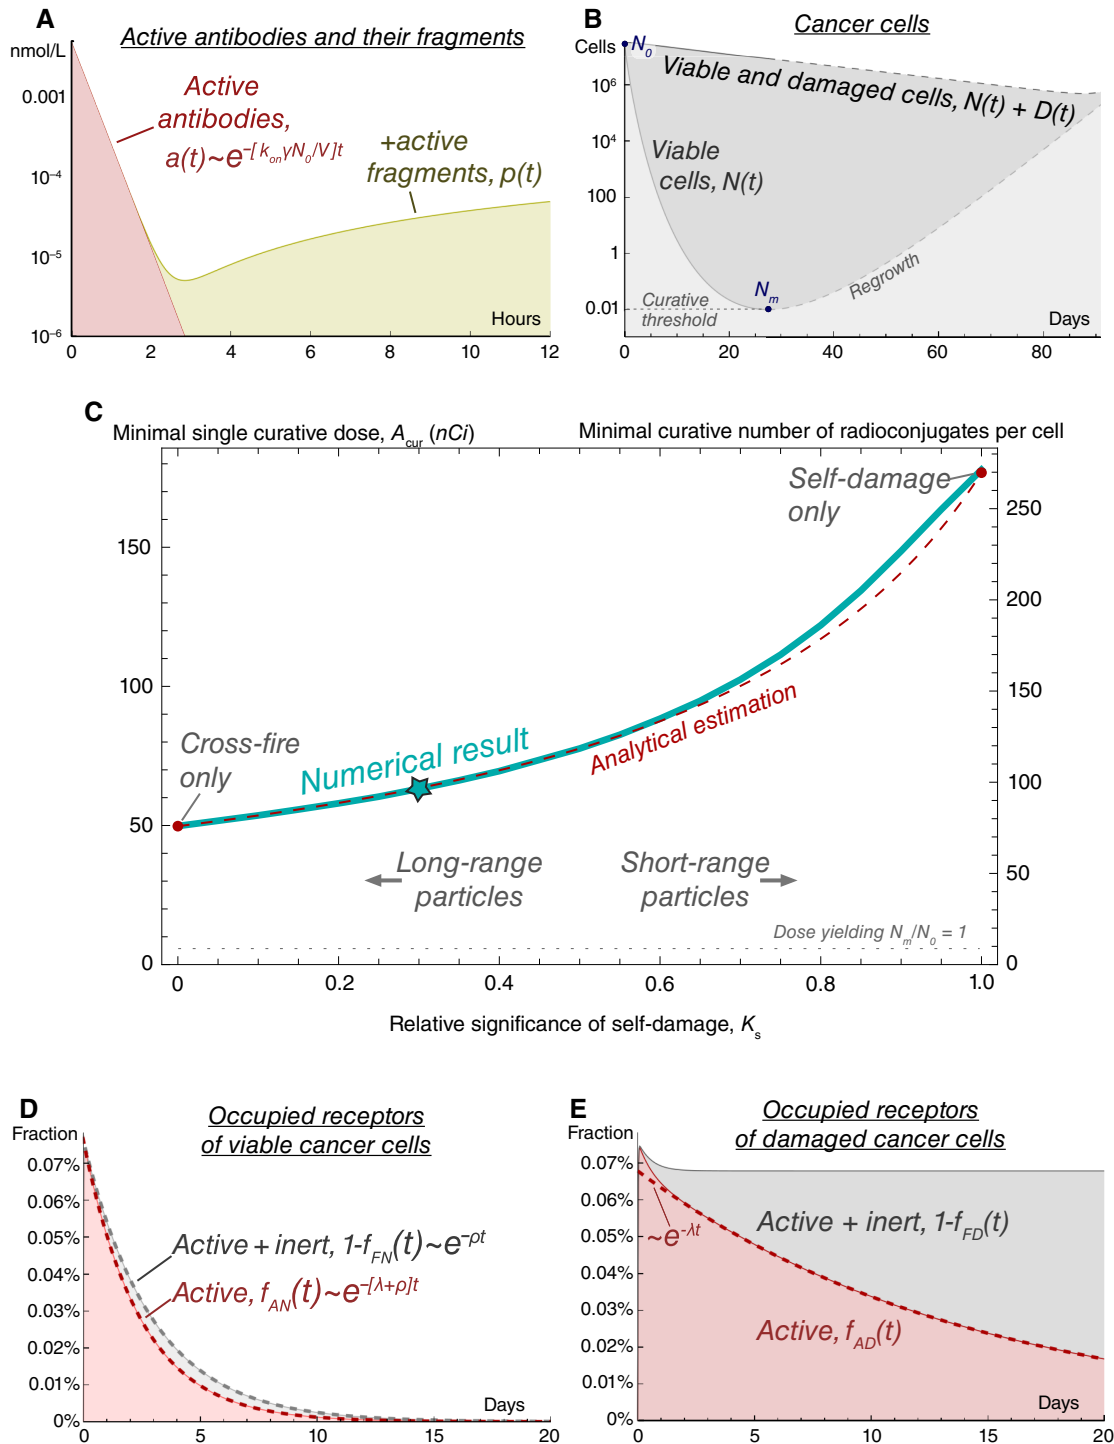 A
Active antibodies and their fragments
nmol/L
0.001
10⁻⁴
10⁻⁵
10⁻⁶
Active
antibodies,
a(t)~e^–[k_on γN₀/V]t
+active
fragments, p(t)
Hours
0 2 4 6 8 10 12
B
Cancer cells
Cells
N₀
10⁶
10⁴
100
1
0.01
Viable and damaged cells, N(t) + D(t)
Viable
cells, N(t)
N_m
Regrowth
Curative
threshold
Days
0 20 40 60 80
C
Minimal single curative dose, A_cur (nCi)
Minimal curative number of radioconjugates per cell
150
100
50
0
250
200
150
100
50
0
Self-damage
only
Cross-fire
only
Numerical result
Analytical estimation
Long-range
particles
Short-range
particles
Dose yielding N_m/N₀ = 1
0 0.2 0.4 0.6 0.8 1.0
Relative significance of self-damage, K_s
D
Occupied receptors
of viable cancer cells
Fraction
0.07%
0.06%
0.05%
0.04%
0.03%
0.02%
0.01%
0%
Active + inert, 1-f_FN(t)~e^–ρt
Active, f_AN(t)~e^–[λ+ρ]t
Days
0 5 10 15 20
E
Occupied receptors
of damaged cancer cells
Fraction
0.07%
0.06%
0.05%
0.04%
0.03%
0.02%
0.01%
0%
~e^-λt
Active + inert, 1-f_FD(t)
Active, f_AD(t)
Days
0 5 10 15 20